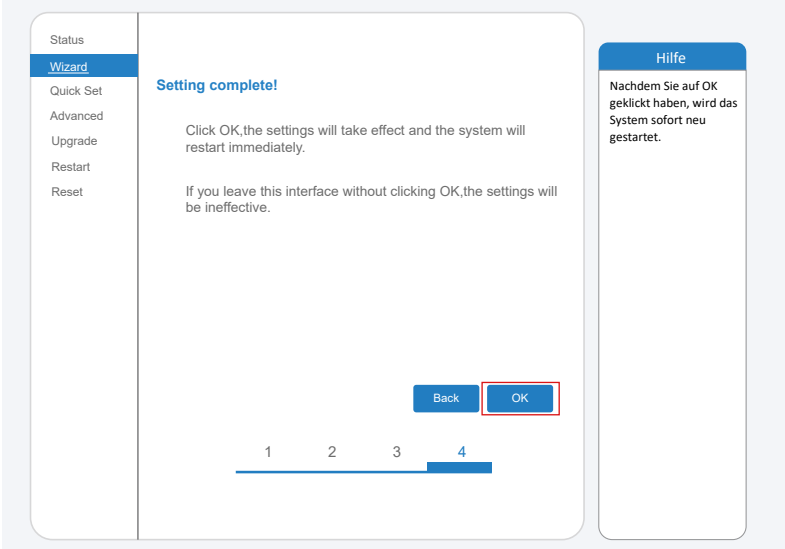 Status
Wizard
Quick Set
Advanced
Upgrade
Restart
Reset
Setting complete!
Click OK,the settings will take effect and the system will
restart immediately.
If you leave this interface without clicking OK,the settings will
be ineffective.
Back
OK
1 2 3 4
Hilfe
Nachdem Sie auf OK
geklickt haben, wird das
System sofort neu
gestartet.